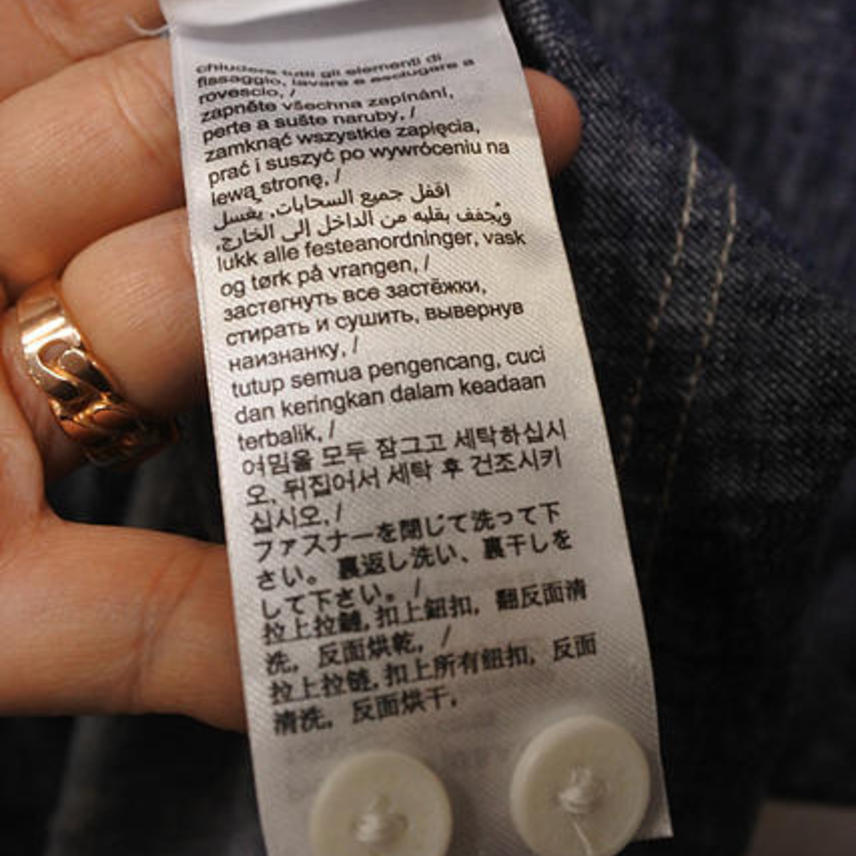 chiudere tutti gli elementi di
fissaggio, lavare e asciugare a
rovescio, /
zapněte všechna zapínání,
perte a sušte naruby, /
zamknąć wszystkie zapięcia,
prać i suszyć po wywróceniu na
lewą stronę, /
اقفل جميع السحابات. يغسل
ويُجفف بقلبه من الداخل إلى الخارج.
lukk alle festeanordninger, vask
og tørk på vrangen, /
застегнуть все застёжки,
стирать и сушить, вывернув
наизнанку, /
tutup semua pengencang, cuci
dan keringkan dalam keadaan
terbalik, /
여밈을 모두 잠그고 세탁하십시
오, 뒤집어서 세탁 후 건조시키
십시오, /
ファスナーを閉じて洗って下
さい。 裏返し洗い、裏干しを
して下さい。 /
拉上拉鏈, 扣上鈕扣, 翻反面清
洗, 反面烘乾, /
拉上拉链, 扣上所有鈕扣, 反面
清洗, 反面烘干,